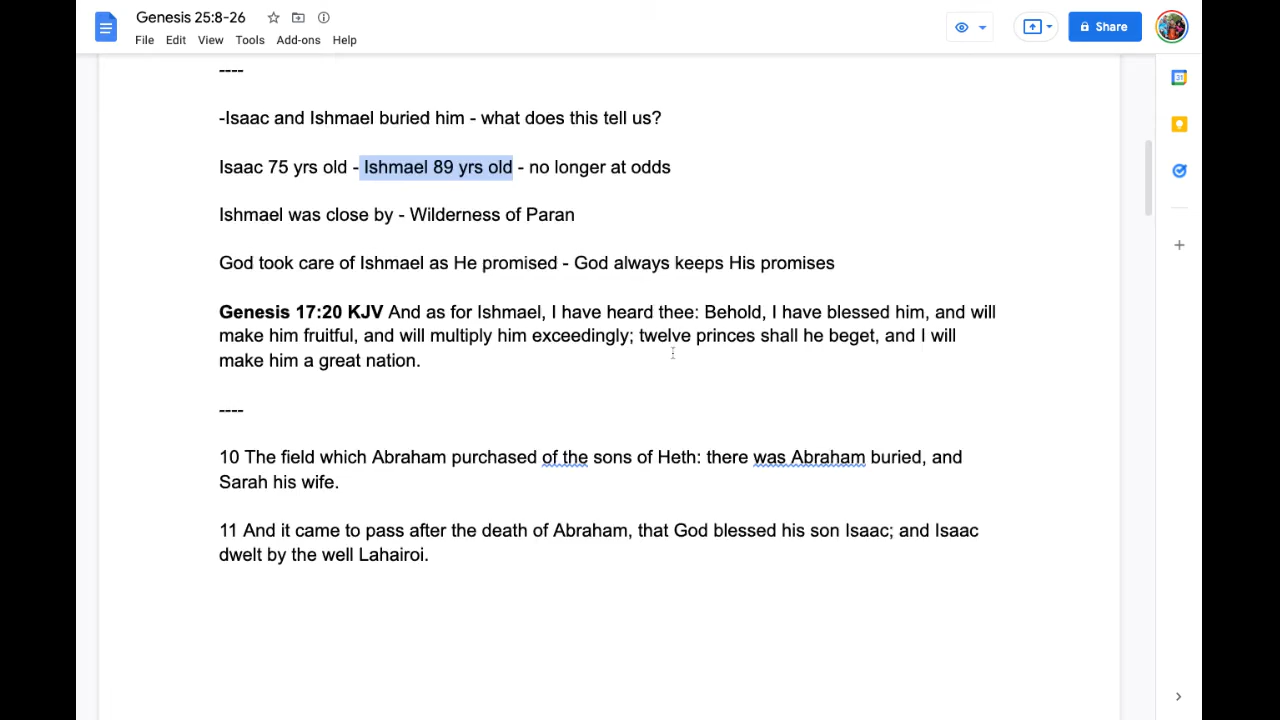 Genesis 25:8-26
File Edit View Tools Add-ons Help
Share
31
----
-Isaac and Ishmael buried him - what does this tell us?
Isaac 75 yrs old - Ishmael 89 yrs old - no longer at odds
Ishmael was close by - Wilderness of Paran
God took care of Ishmael as He promised - God always keeps His promises
Genesis 17:20 KJV And as for Ishmael, I have heard thee: Behold, I have blessed him, and will
make him fruitful, and will multiply him exceedingly; twelve princes shall he beget, and I will
make him a great nation.
----
10 The field which Abraham purchased of the sons of Heth: there was Abraham buried, and
Sarah his wife.
11 And it came to pass after the death of Abraham, that God blessed his son Isaac; and Isaac
dwelt by the well Lahairoi.